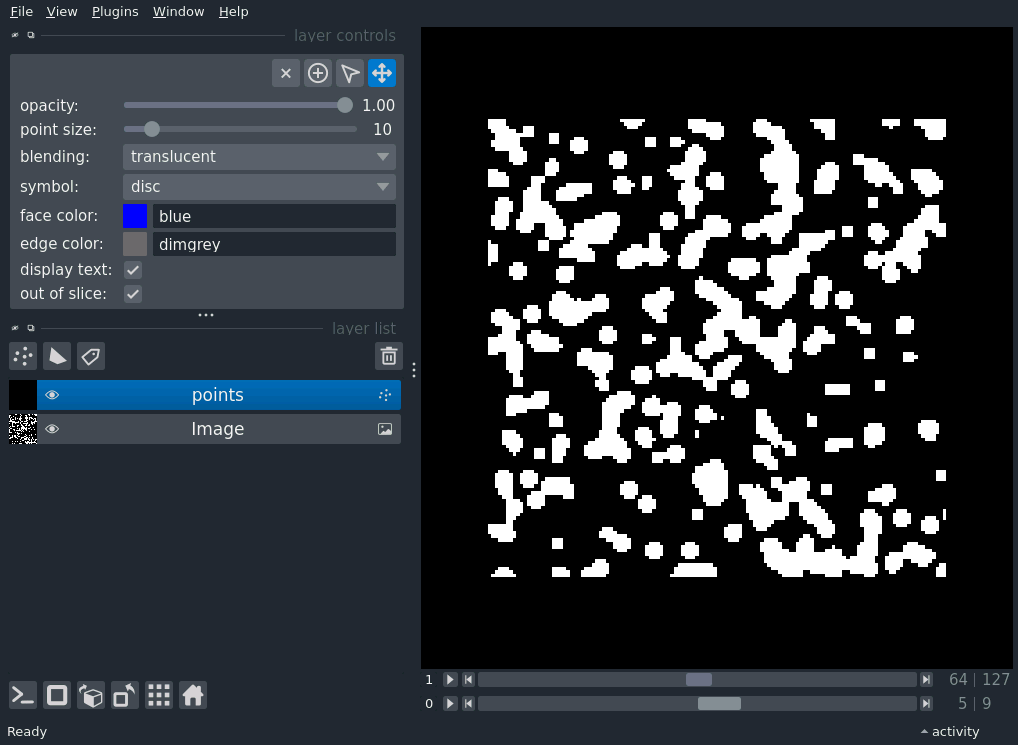 File View Plugins Window Help
layer controls
opacity: 1.00
point size: 10
blending: translucent
symbol: disc
face color: blue
edge color: dimgrey
display text:
out of slice:
layer list
points
Image
1 64 | 127
0 5 | 9
Ready activity